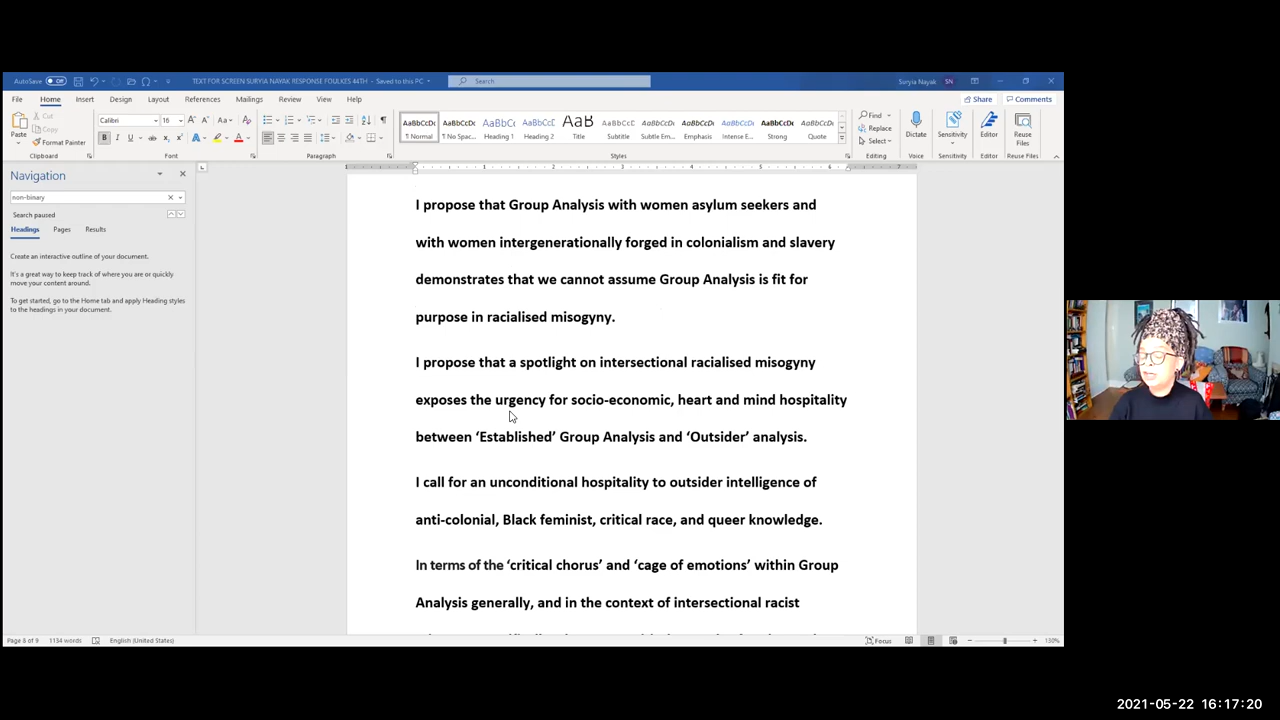 AutoSave Off TEXT FOR SCREEN SURYIA NAYAK RESPONSE FOULKES 44TH – Saved to this PC Search Suryia Nayak SN
File Home Insert Design Layout References Mailings Review View Help Share Comments
Paste Cut Copy Format Painter
Calibri 16
AaBbCcDc AaBbCcDc AaBbCc AaBbCcC AaB AaBbCcC AaBbCcDc AaBbCcDc AaBbCcDc AaBbCcDc AaBbCcDc
¶ Normal ¶ No Spac... Heading 1 Heading 2 Title Subtitle Subtle Em... Emphasis Intense E... Strong Quote
Find Replace Select
Dictate Sensitivity Editor Reuse Files
Clipboard Font Paragraph Styles Editing Voice Sensitivity Editor Reuse Files
Navigation
non-binary
Search paused
Headings Pages Results
Create an interactive outline of your document.
It's a great way to keep track of where you are or quickly
move your content around.
To get started, go to the Home tab and apply Heading styles
to the headings in your document.
I propose that Group Analysis with women asylum seekers and
with women intergenerationally forged in colonialism and slavery
demonstrates that we cannot assume Group Analysis is fit for
purpose in racialised misogyny.
I propose that a spotlight on intersectional racialised misogyny
exposes the urgency for socio-economic, heart and mind hospitality
between ‘Established’ Group Analysis and ‘Outsider’ analysis.
I call for an unconditional hospitality to outsider intelligence of
anti-colonial, Black feminist, critical race, and queer knowledge.
In terms of the ‘critical chorus’ and ‘cage of emotions’ within Group
Analysis generally, and in the context of intersectional racist
Page 8 of 9 1134 words English (United States) Focus 130%
2021-05-22 16:17:20